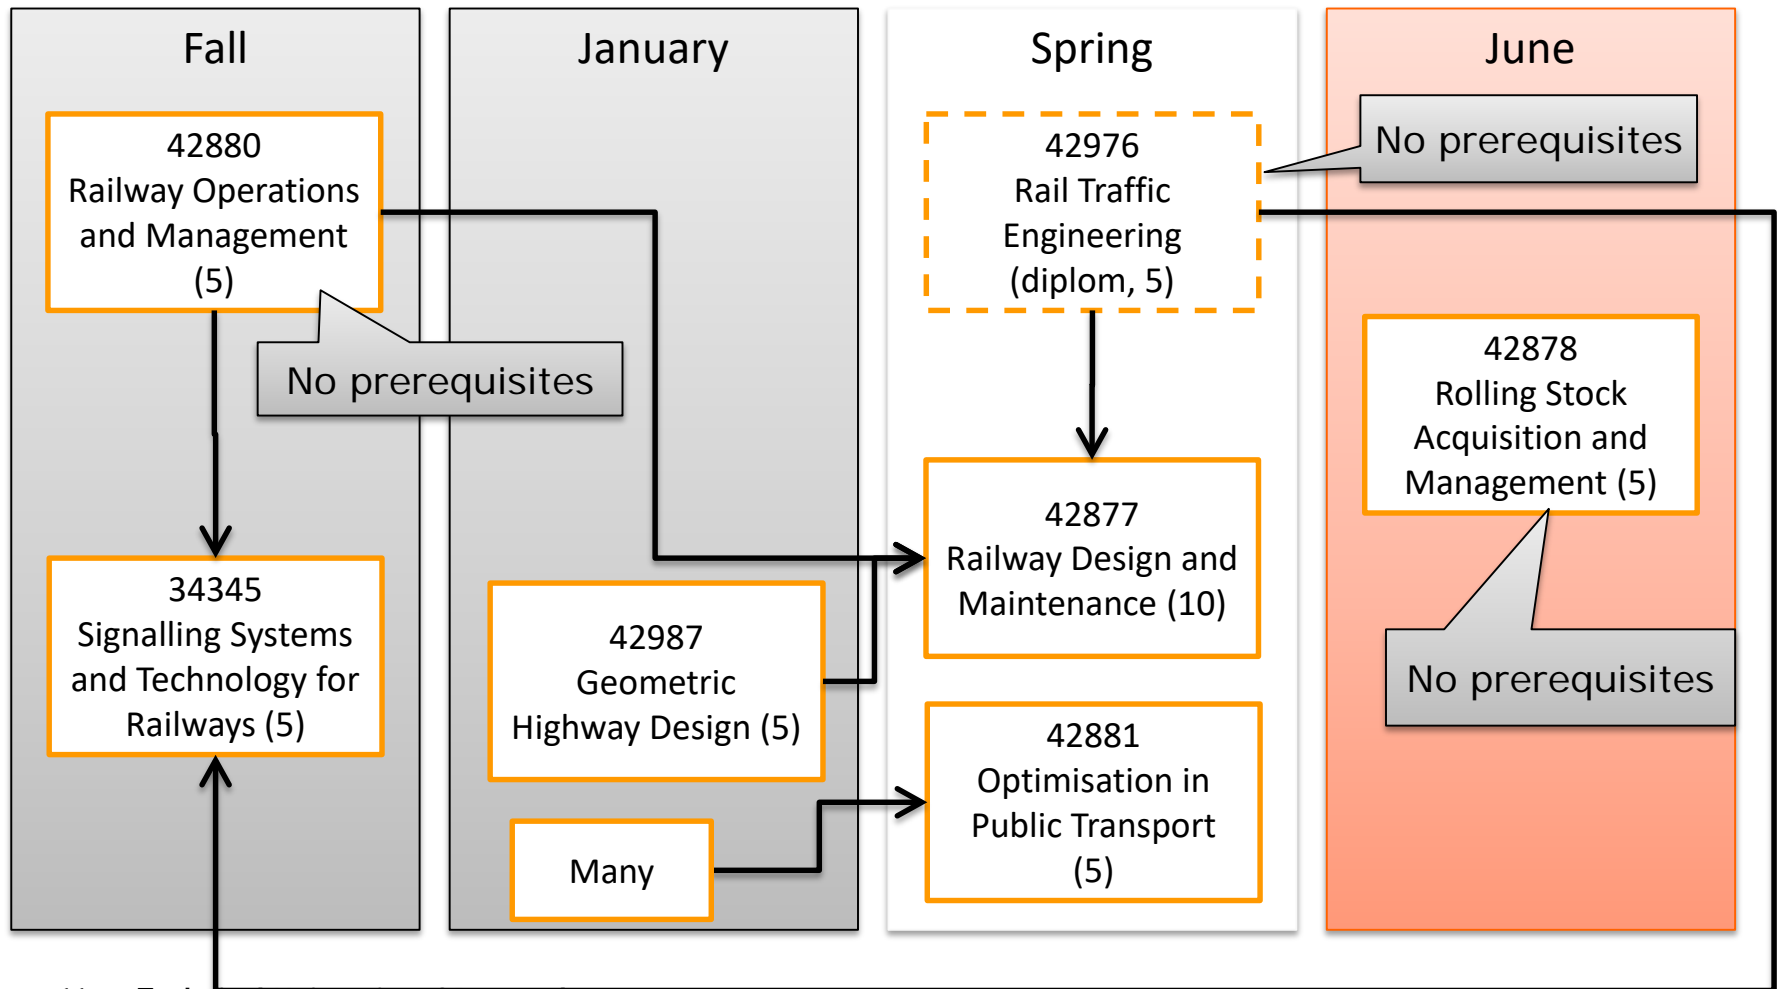 Fall
42880
Railway Operations
and Management
(5)
No prerequisites
34345
Signalling Systems
and Technology for
Railways (5)
January
42987
Geometric
Highway Design (5)
Many
Spring
42976
Rail Traffic
Engineering
(diplom, 5)
No prerequisites
42877
Railway Design and
Maintenance (10)
42881
Optimisation in
Public Transport
(5)
June
42878
Rolling Stock
Acquisition and
Management (5)
No prerequisites